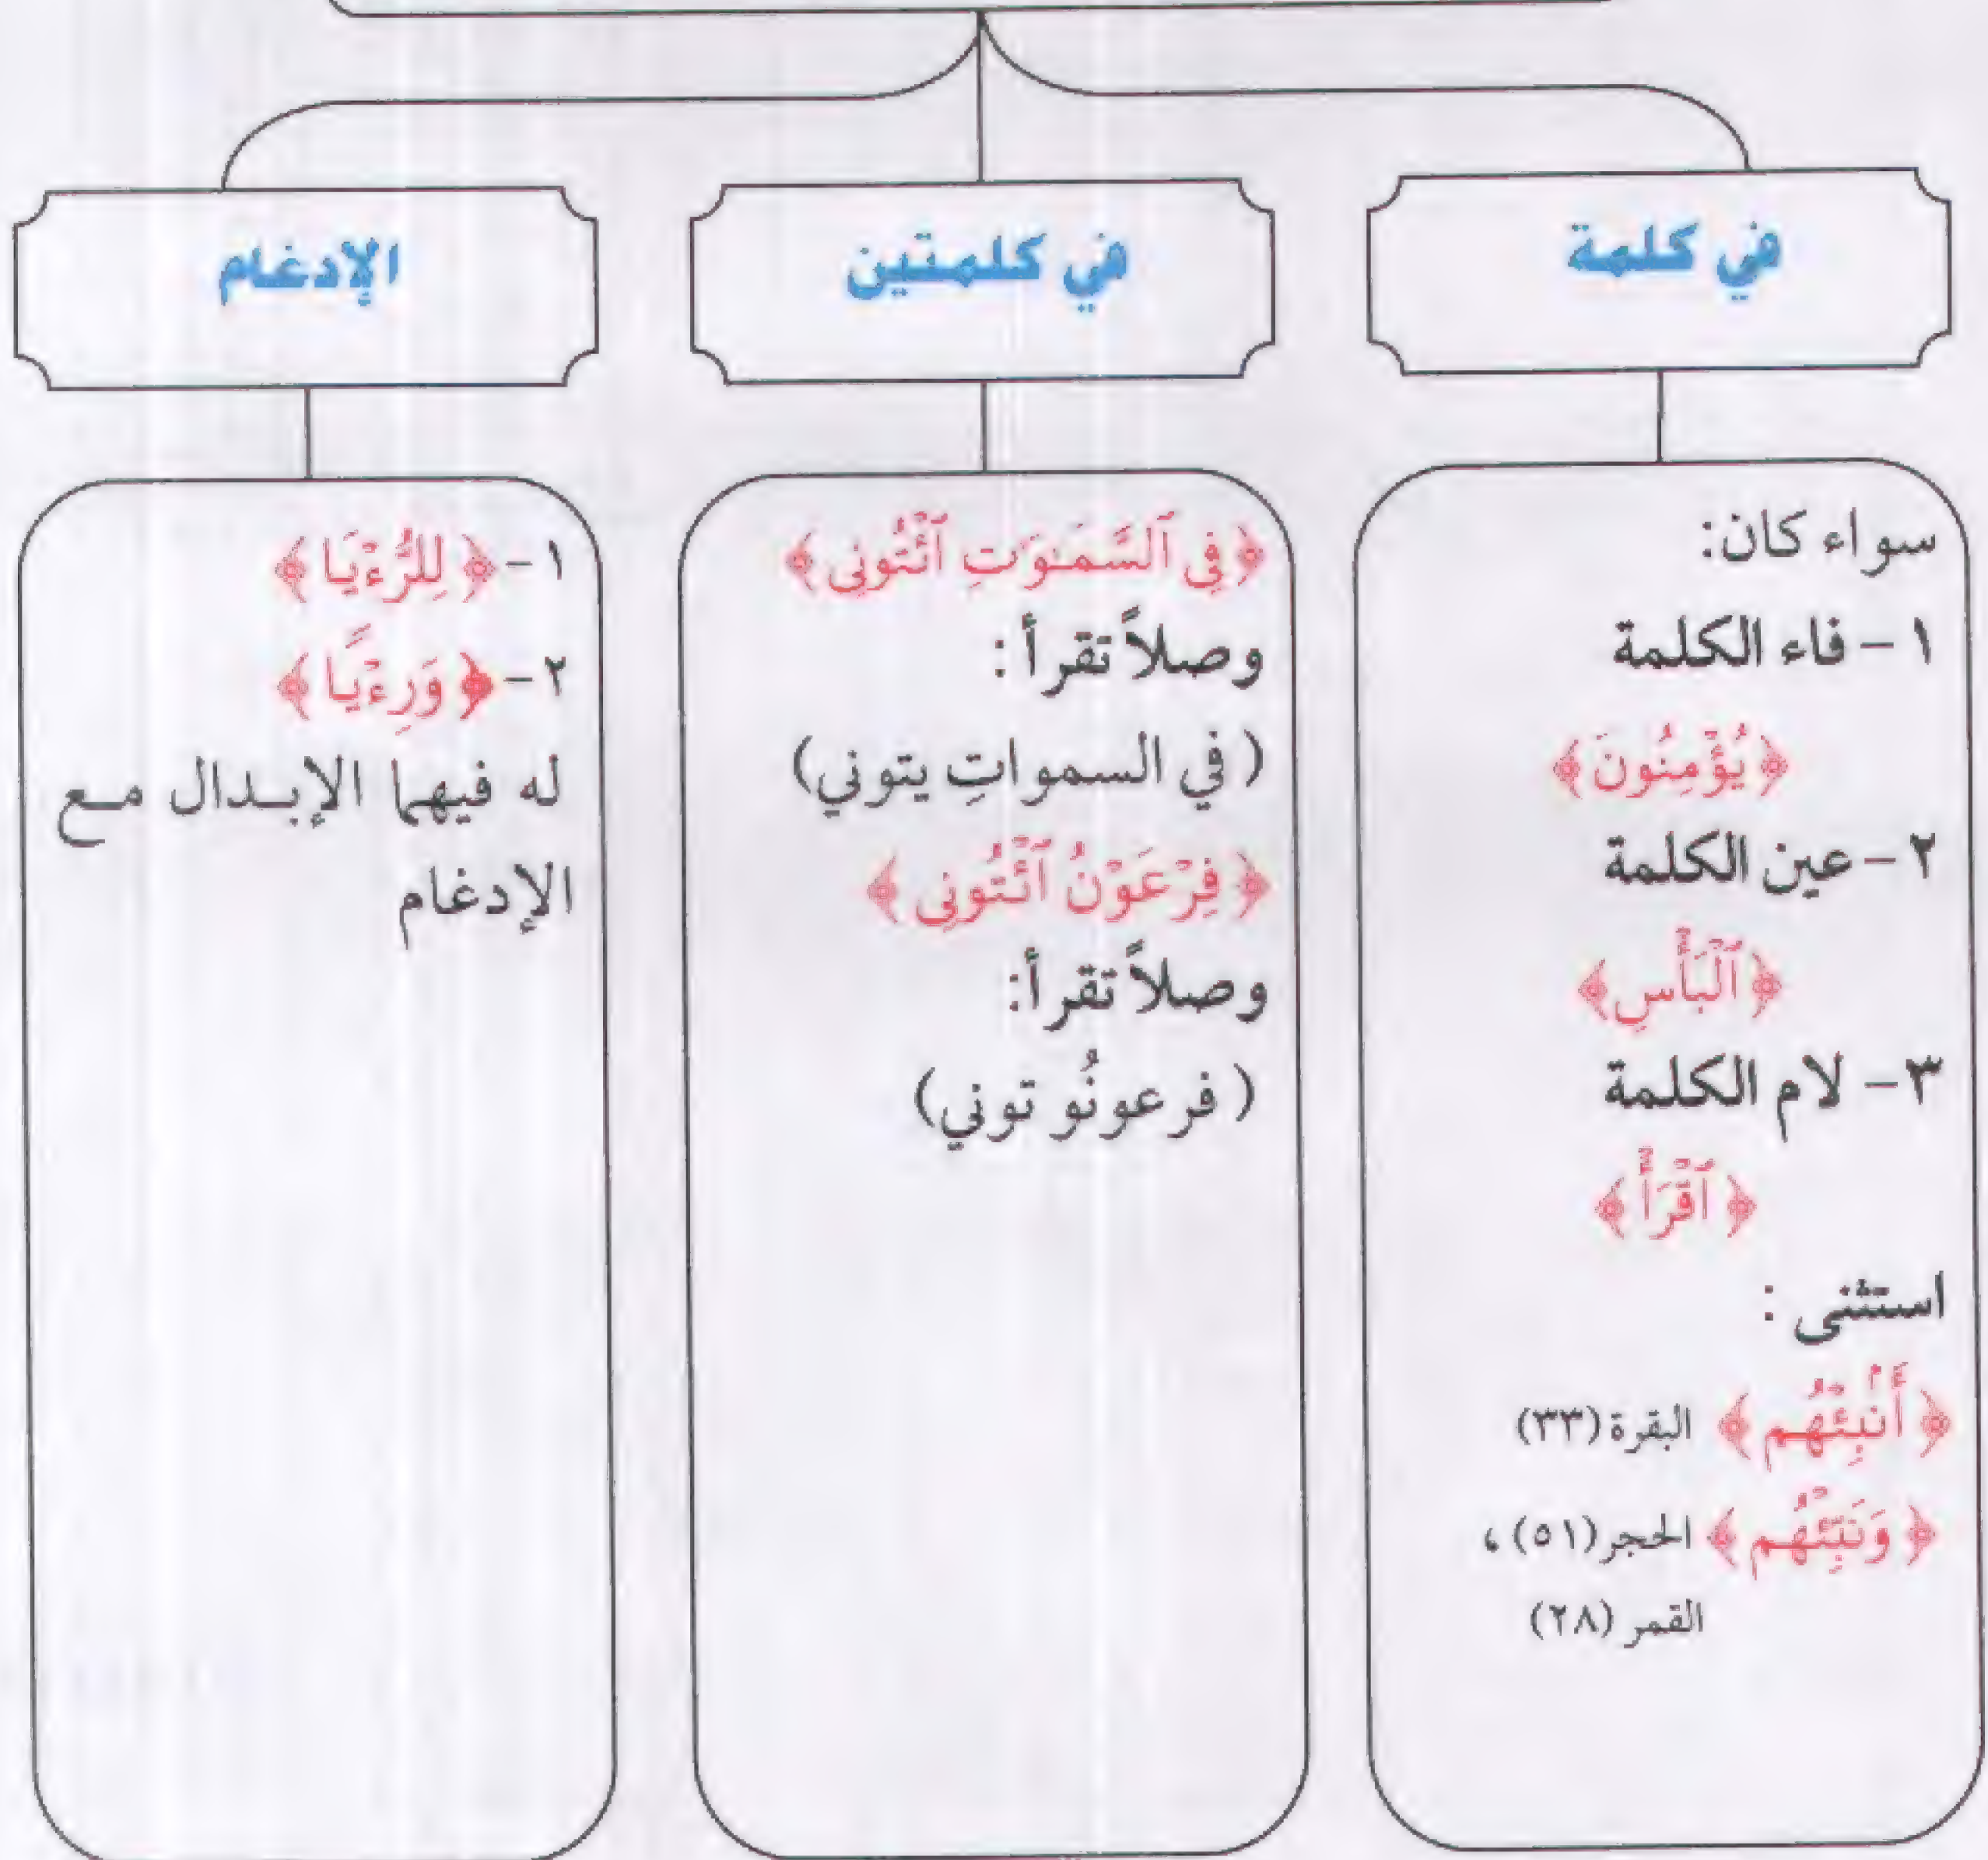 في كلمة
سواء كان:
١ - فاء الكلمة
﴿ يُؤْمِنُونَ ﴾
٢ - عين الكلمة
﴿ ٱلْبَأْسِ ﴾
٣ - لام الكلمة
﴿ ٱقْرَأْ ﴾
استثنى :
﴿ أَنۢبِئْهُم ﴾ البقرة (٣٣)
﴿ وَنَبِّئْهُم ﴾ الحجر (٥١) ،
القمر (٢٨)
في كلمتين
﴿ فِى ٱلسَّمَـٰوَٰتِ ٱئْتُونِى ﴾
وصلاً تقرأ :
( في السمواتِ يتوني)
﴿ فِرْعَوْنُ ٱئْتُونِى ﴾
وصلاً تقرأ:
( فرعونُو توني)
الإدغام
١ - ﴿ لِلرُّءْيَا ﴾
٢ - ﴿ وَرِءْيًا ﴾
له فيهما الإبـدال مـع
الإدغام